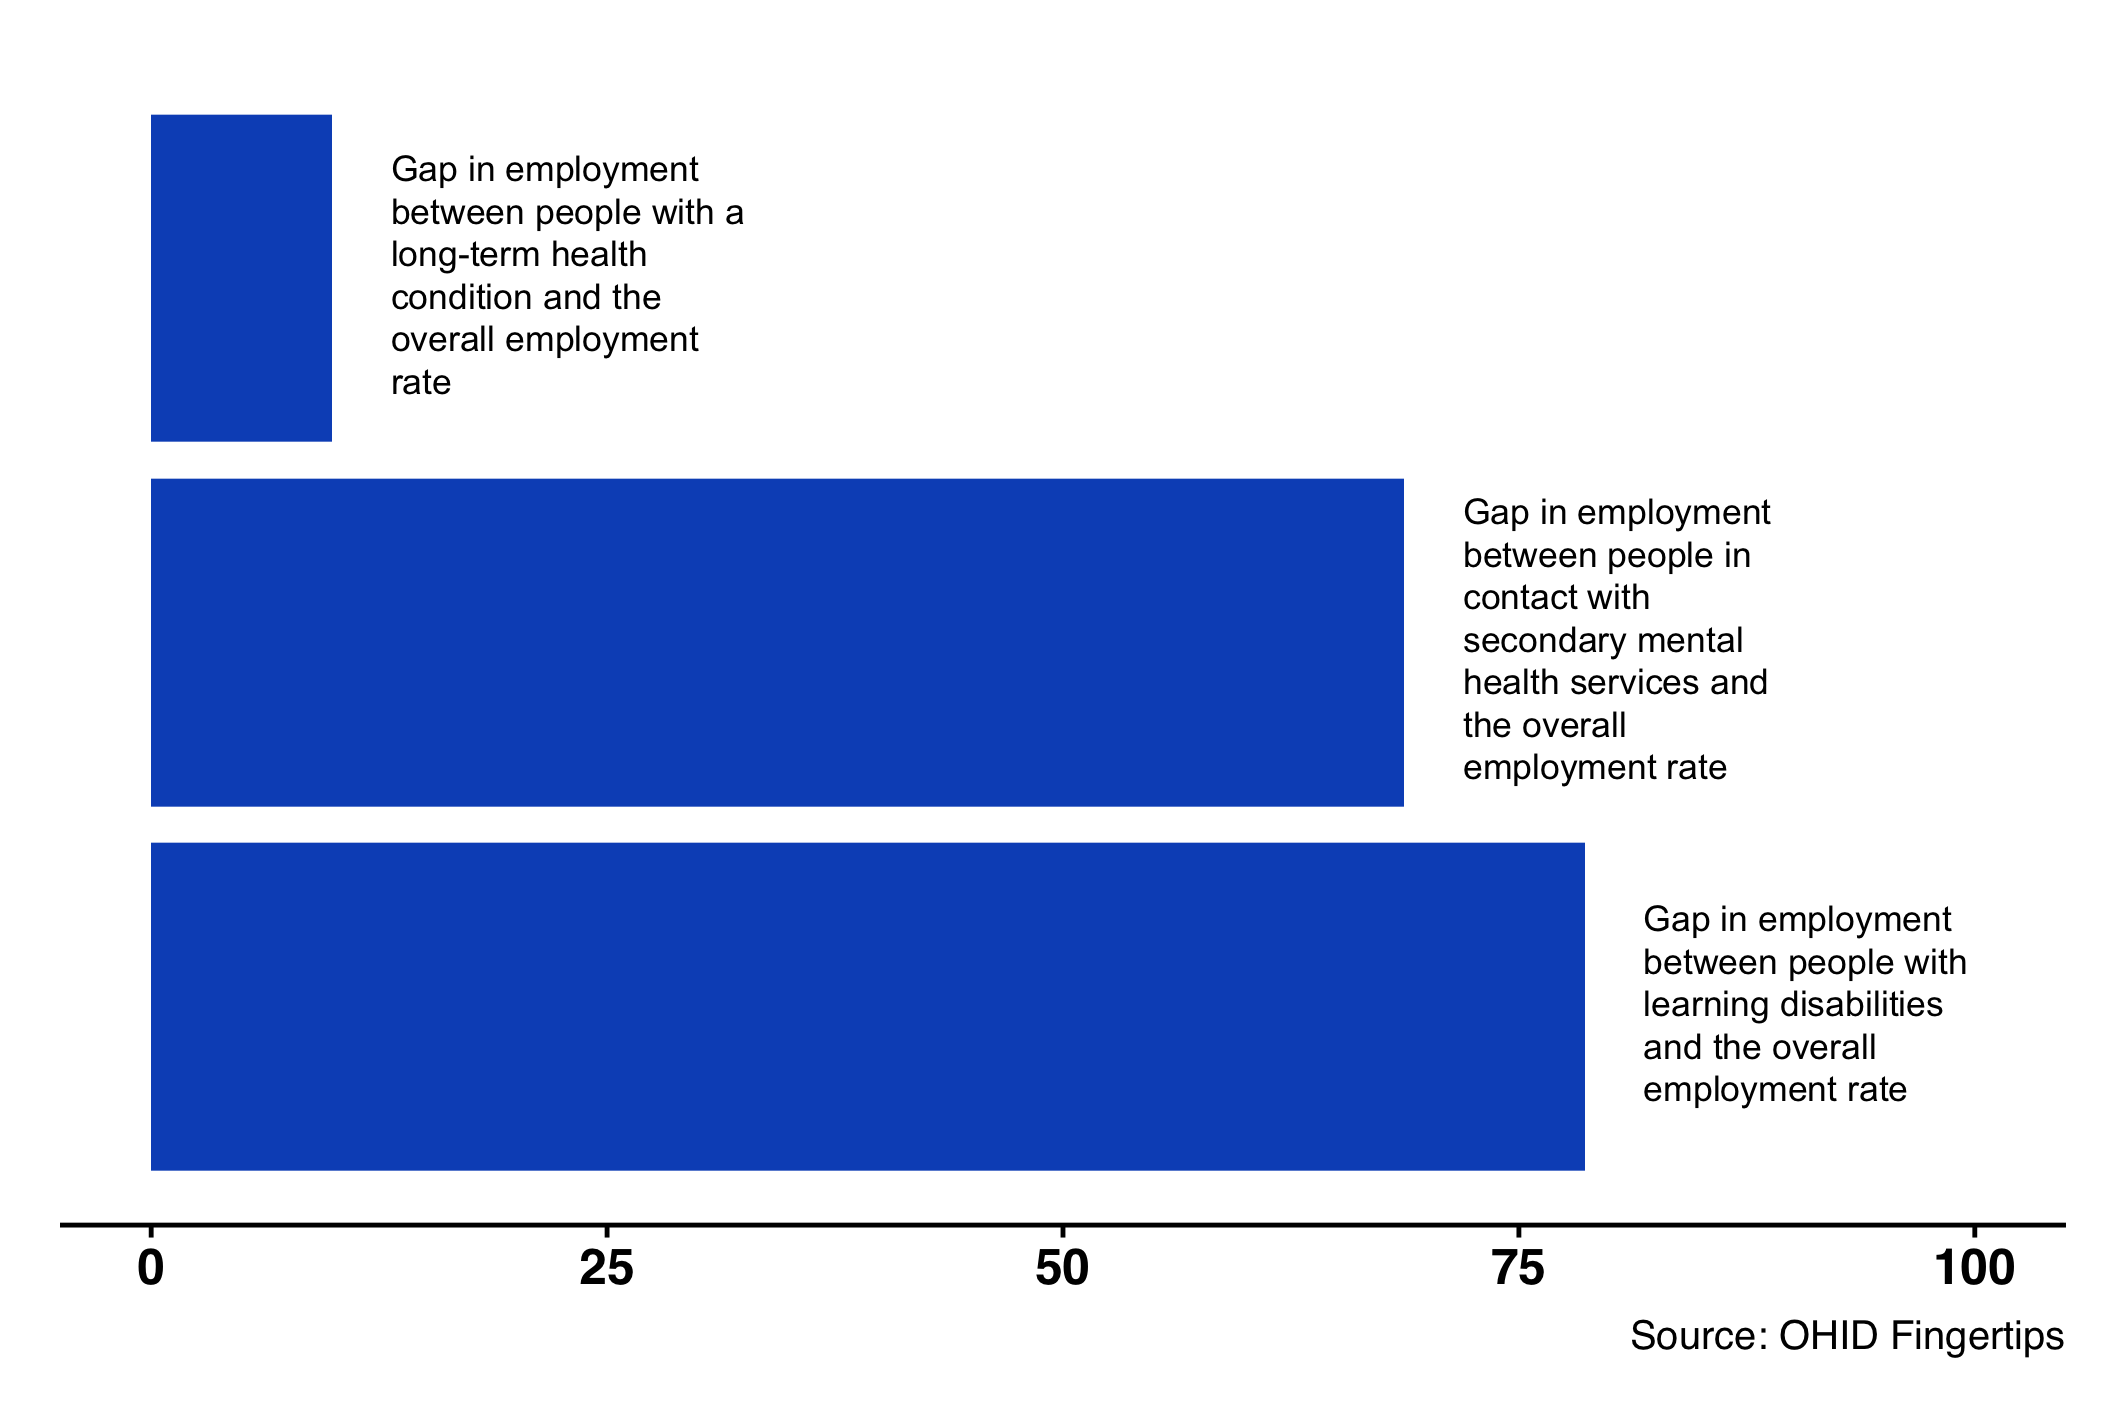 Gap in employment
between people with a
long-term health
condition and the
overall employment
rate
Gap in employment
between people in
contact with
secondary mental
health services and
the overall
employment rate
Gap in employment
between people with
learning disabilities
and the overall
employment rate
0 25 50 75 100
Source: OHID Fingertips